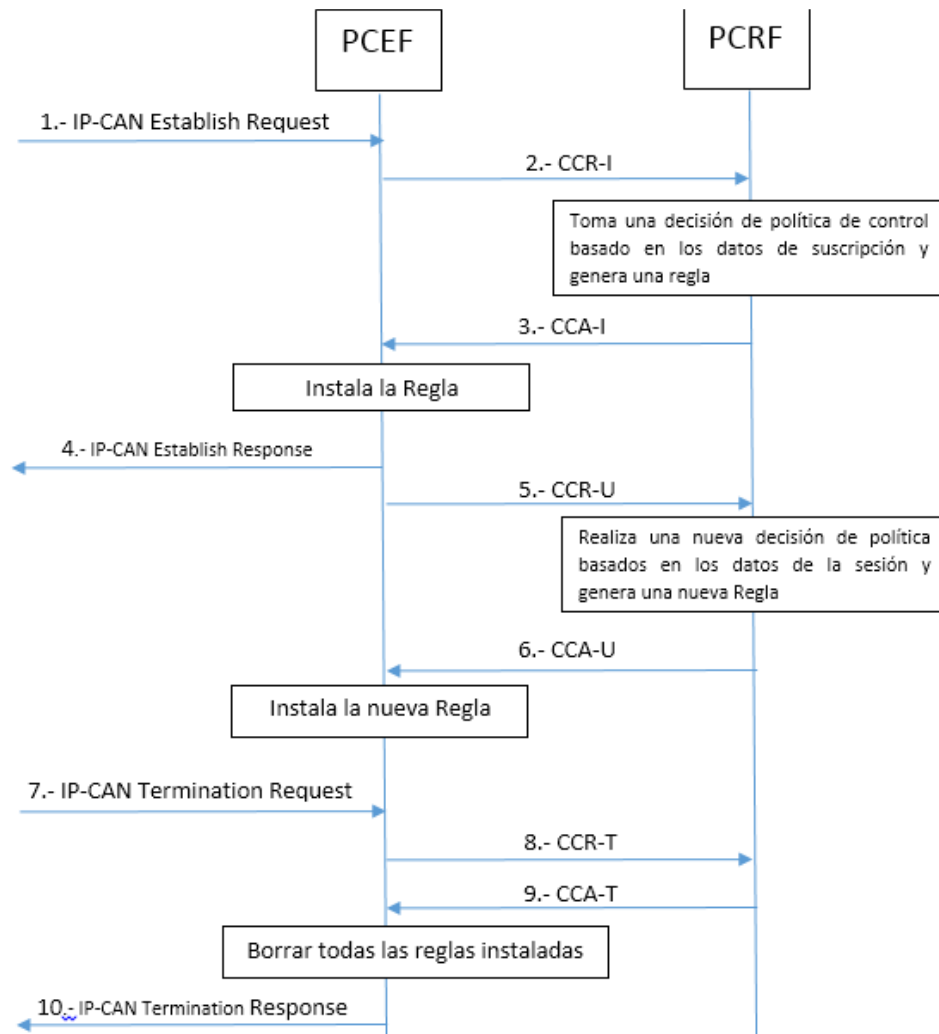 PCEF
PCRF
1.- IP-CAN Establish Request
2.- CCR-I
Toma una decisión de política de control
basado en los datos de suscripción y
genera una regla
3.- CCA-I
Instala la Regla
4.- IP-CAN Establish Response
5.- CCR-U
Realiza una nueva decisión de política
basados en los datos de la sesión y
genera una nueva Regla
6.- CCA-U
Instala la nueva Regla
7.- IP-CAN Termination Request
8.- CCR-T
9.- CCA-T
Borrar todas las reglas instaladas
10.- IP-CAN Termination Response